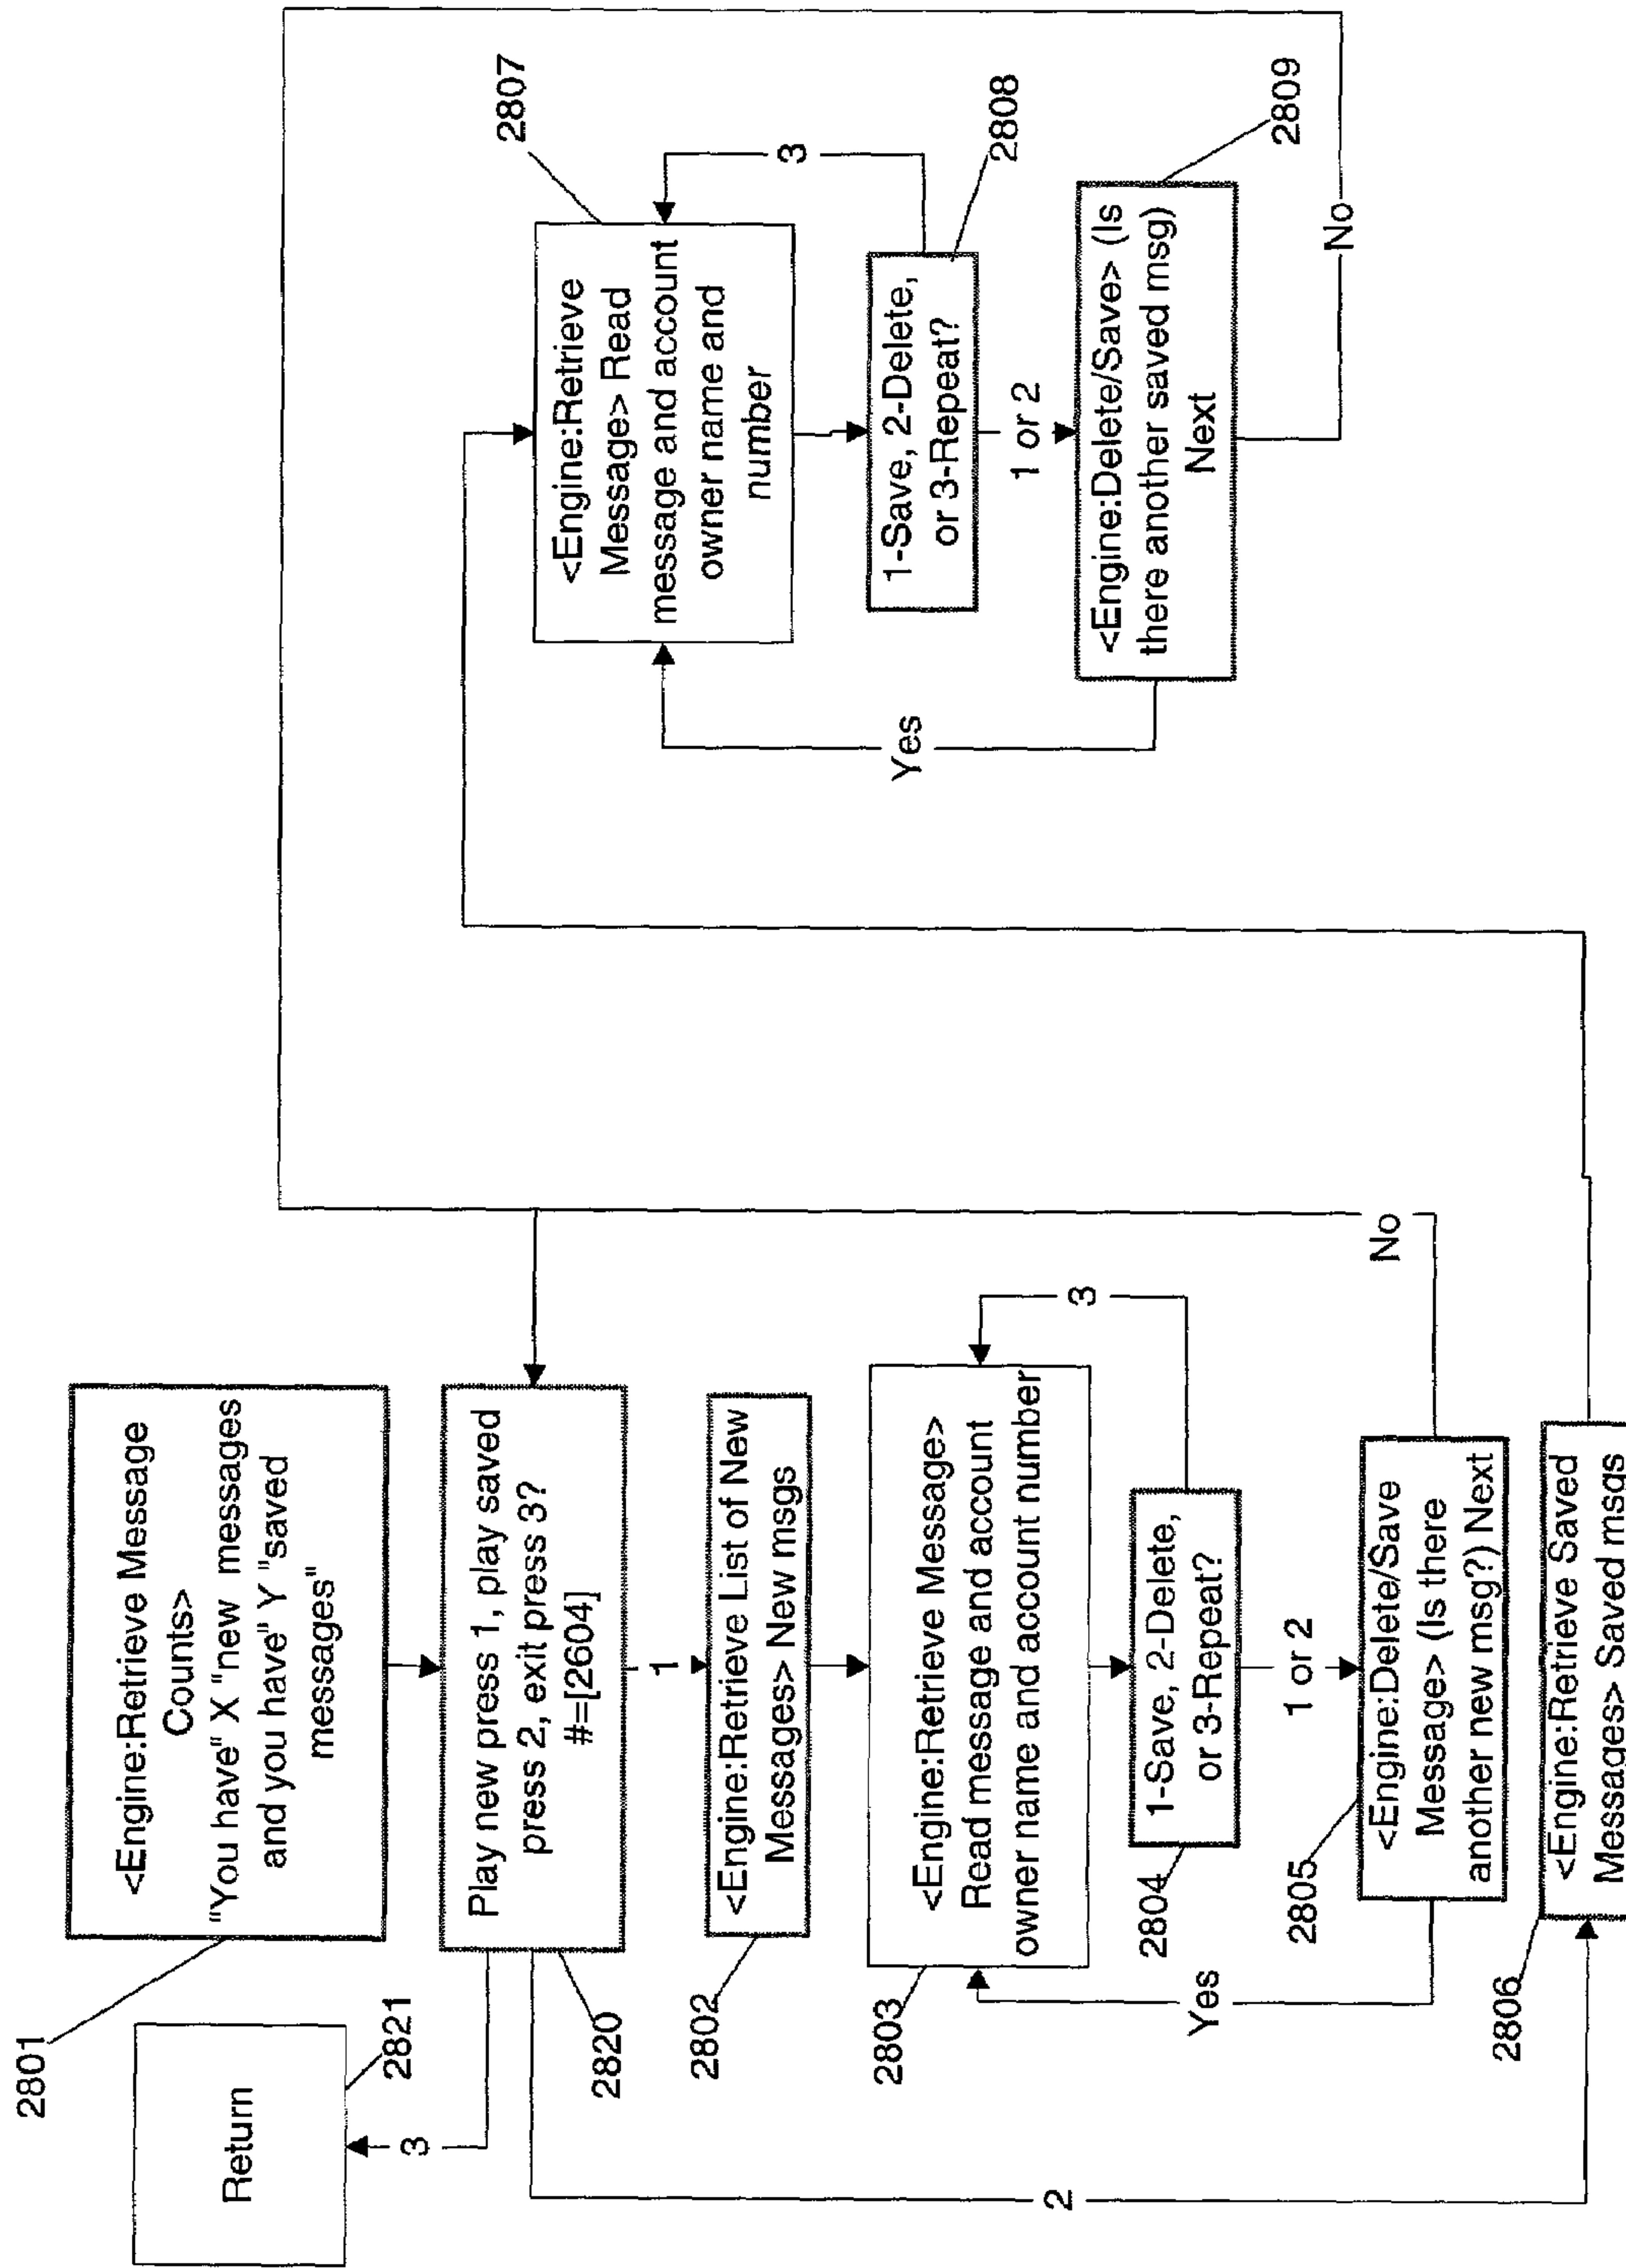 2801
<Engine:Retrieve Message
Counts>
"You have" X "new messages
and you have" Y "saved
messages"
Return
2821
3
Play new press 1, play saved
press 2, exit press 3?
#=[2604]
2820
1
2
<Engine:Retrieve List of New
Messages> New msgs
2802
<Engine:Retrieve Message>
Read message and account
owner name and account number
2803
3
1-Save, 2-Delete,
or 3-Repeat?
2804
1 or 2
Yes
No
<Engine:Delete/Save
Message> (Is there
another new msg?) Next
2805
<Engine:Retrieve Saved
Messages> Saved msgs
2806
2807
<Engine:Retrieve
Message> Read
message and account
owner name and
number
3
1-Save, 2-Delete,
or 3-Repeat?
2808
1 or 2
Yes
<Engine:Delete/Save> (Is
there another saved msg)
Next
2809
No